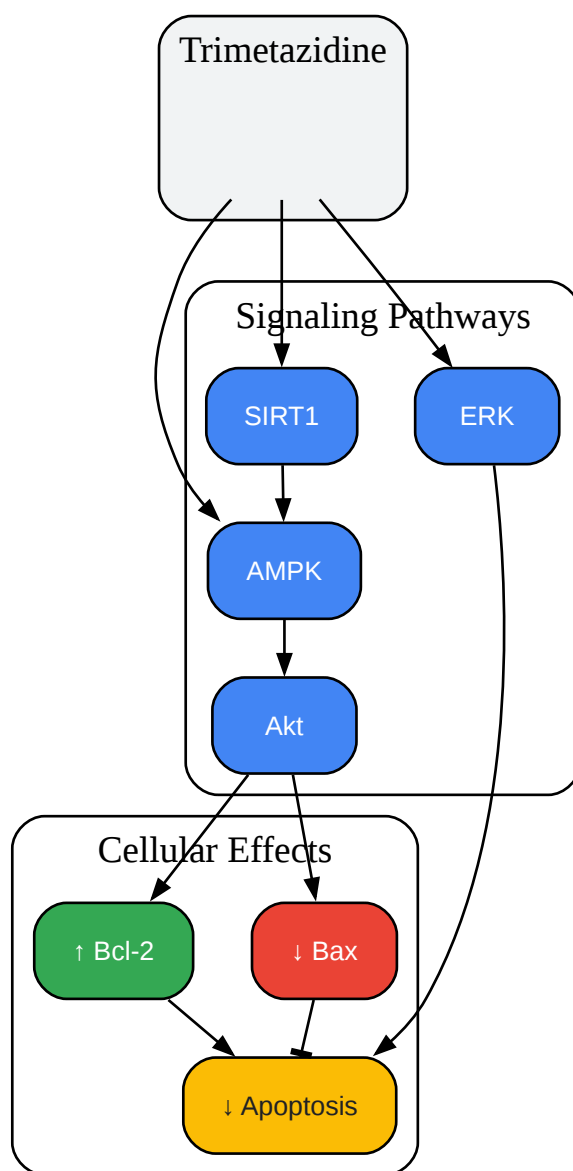 Trimetazidine
Signaling Pathways
SIRT1
ERK
AMPK
Akt
Cellular Effects
↑ Bcl-2
↓ Bax
↓ Apoptosis